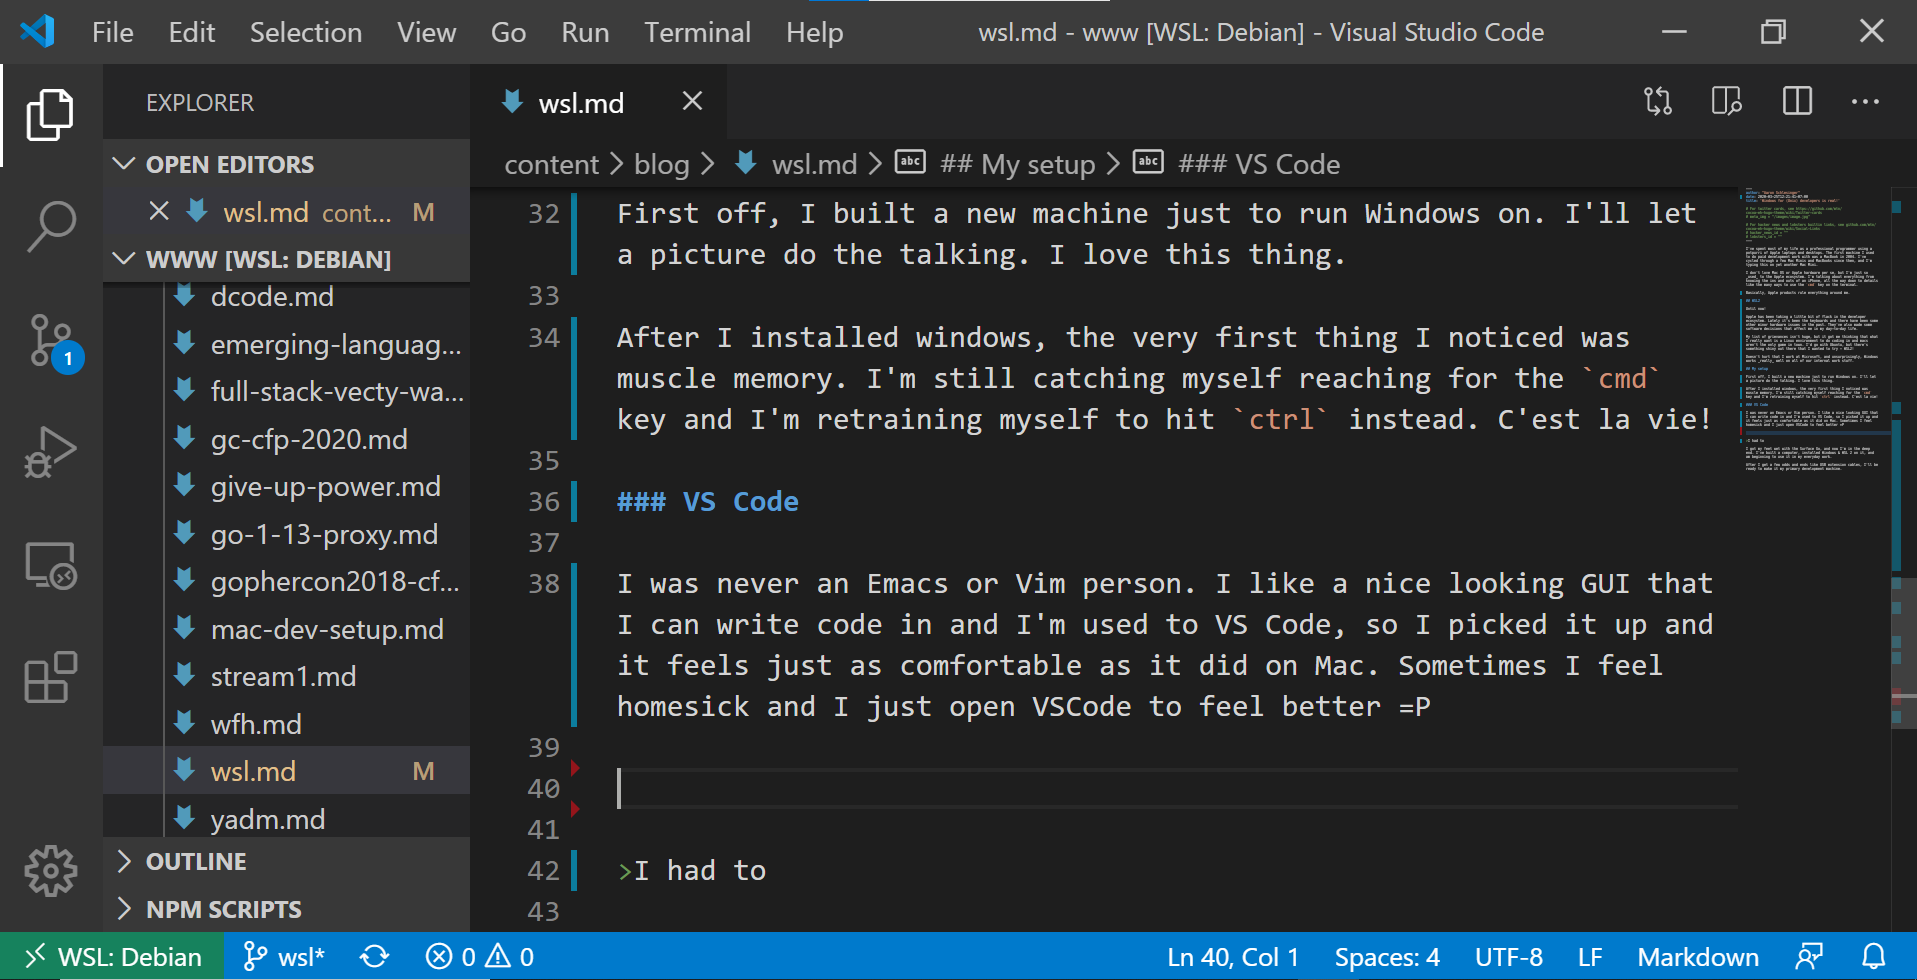 File Edit Selection View Go Run Terminal Help wsl.md - www [WSL: Debian] - Visual Studio Code
EXPLORER
OPEN EDITORS
wsl.md cont... M
WWW [WSL: DEBIAN]
dcode.md
emerging-languag...
full-stack-vecty-wa...
gc-cfp-2020.md
give-up-power.md
go-1-13-proxy.md
gophercon2018-cf...
mac-dev-setup.md
stream1.md
wfh.md
wsl.md M
yadm.md
OUTLINE
NPM SCRIPTS
1
wsl.md
content > blog > wsl.md > abc ## My setup > abc ### VS Code
32 First off, I built a new machine just to run Windows on. I'll let
a picture do the talking. I love this thing.
33
34 After I installed windows, the very first thing I noticed was
muscle memory. I'm still catching myself reaching for the `cmd`
key and I'm retraining myself to hit `ctrl` instead. C'est la vie!
35
36 ### VS Code
37
38 I was never an Emacs or Vim person. I like a nice looking GUI that
I can write code in and I'm used to VS Code, so I picked it up and
it feels just as comfortable as it did on Mac. Sometimes I feel
homesick and I just open VSCode to feel better =P
39
40
41
42 >I had to
43
WSL: Debian wsl* 0 0 Ln 40, Col 1 Spaces: 4 UTF-8 LF Markdown